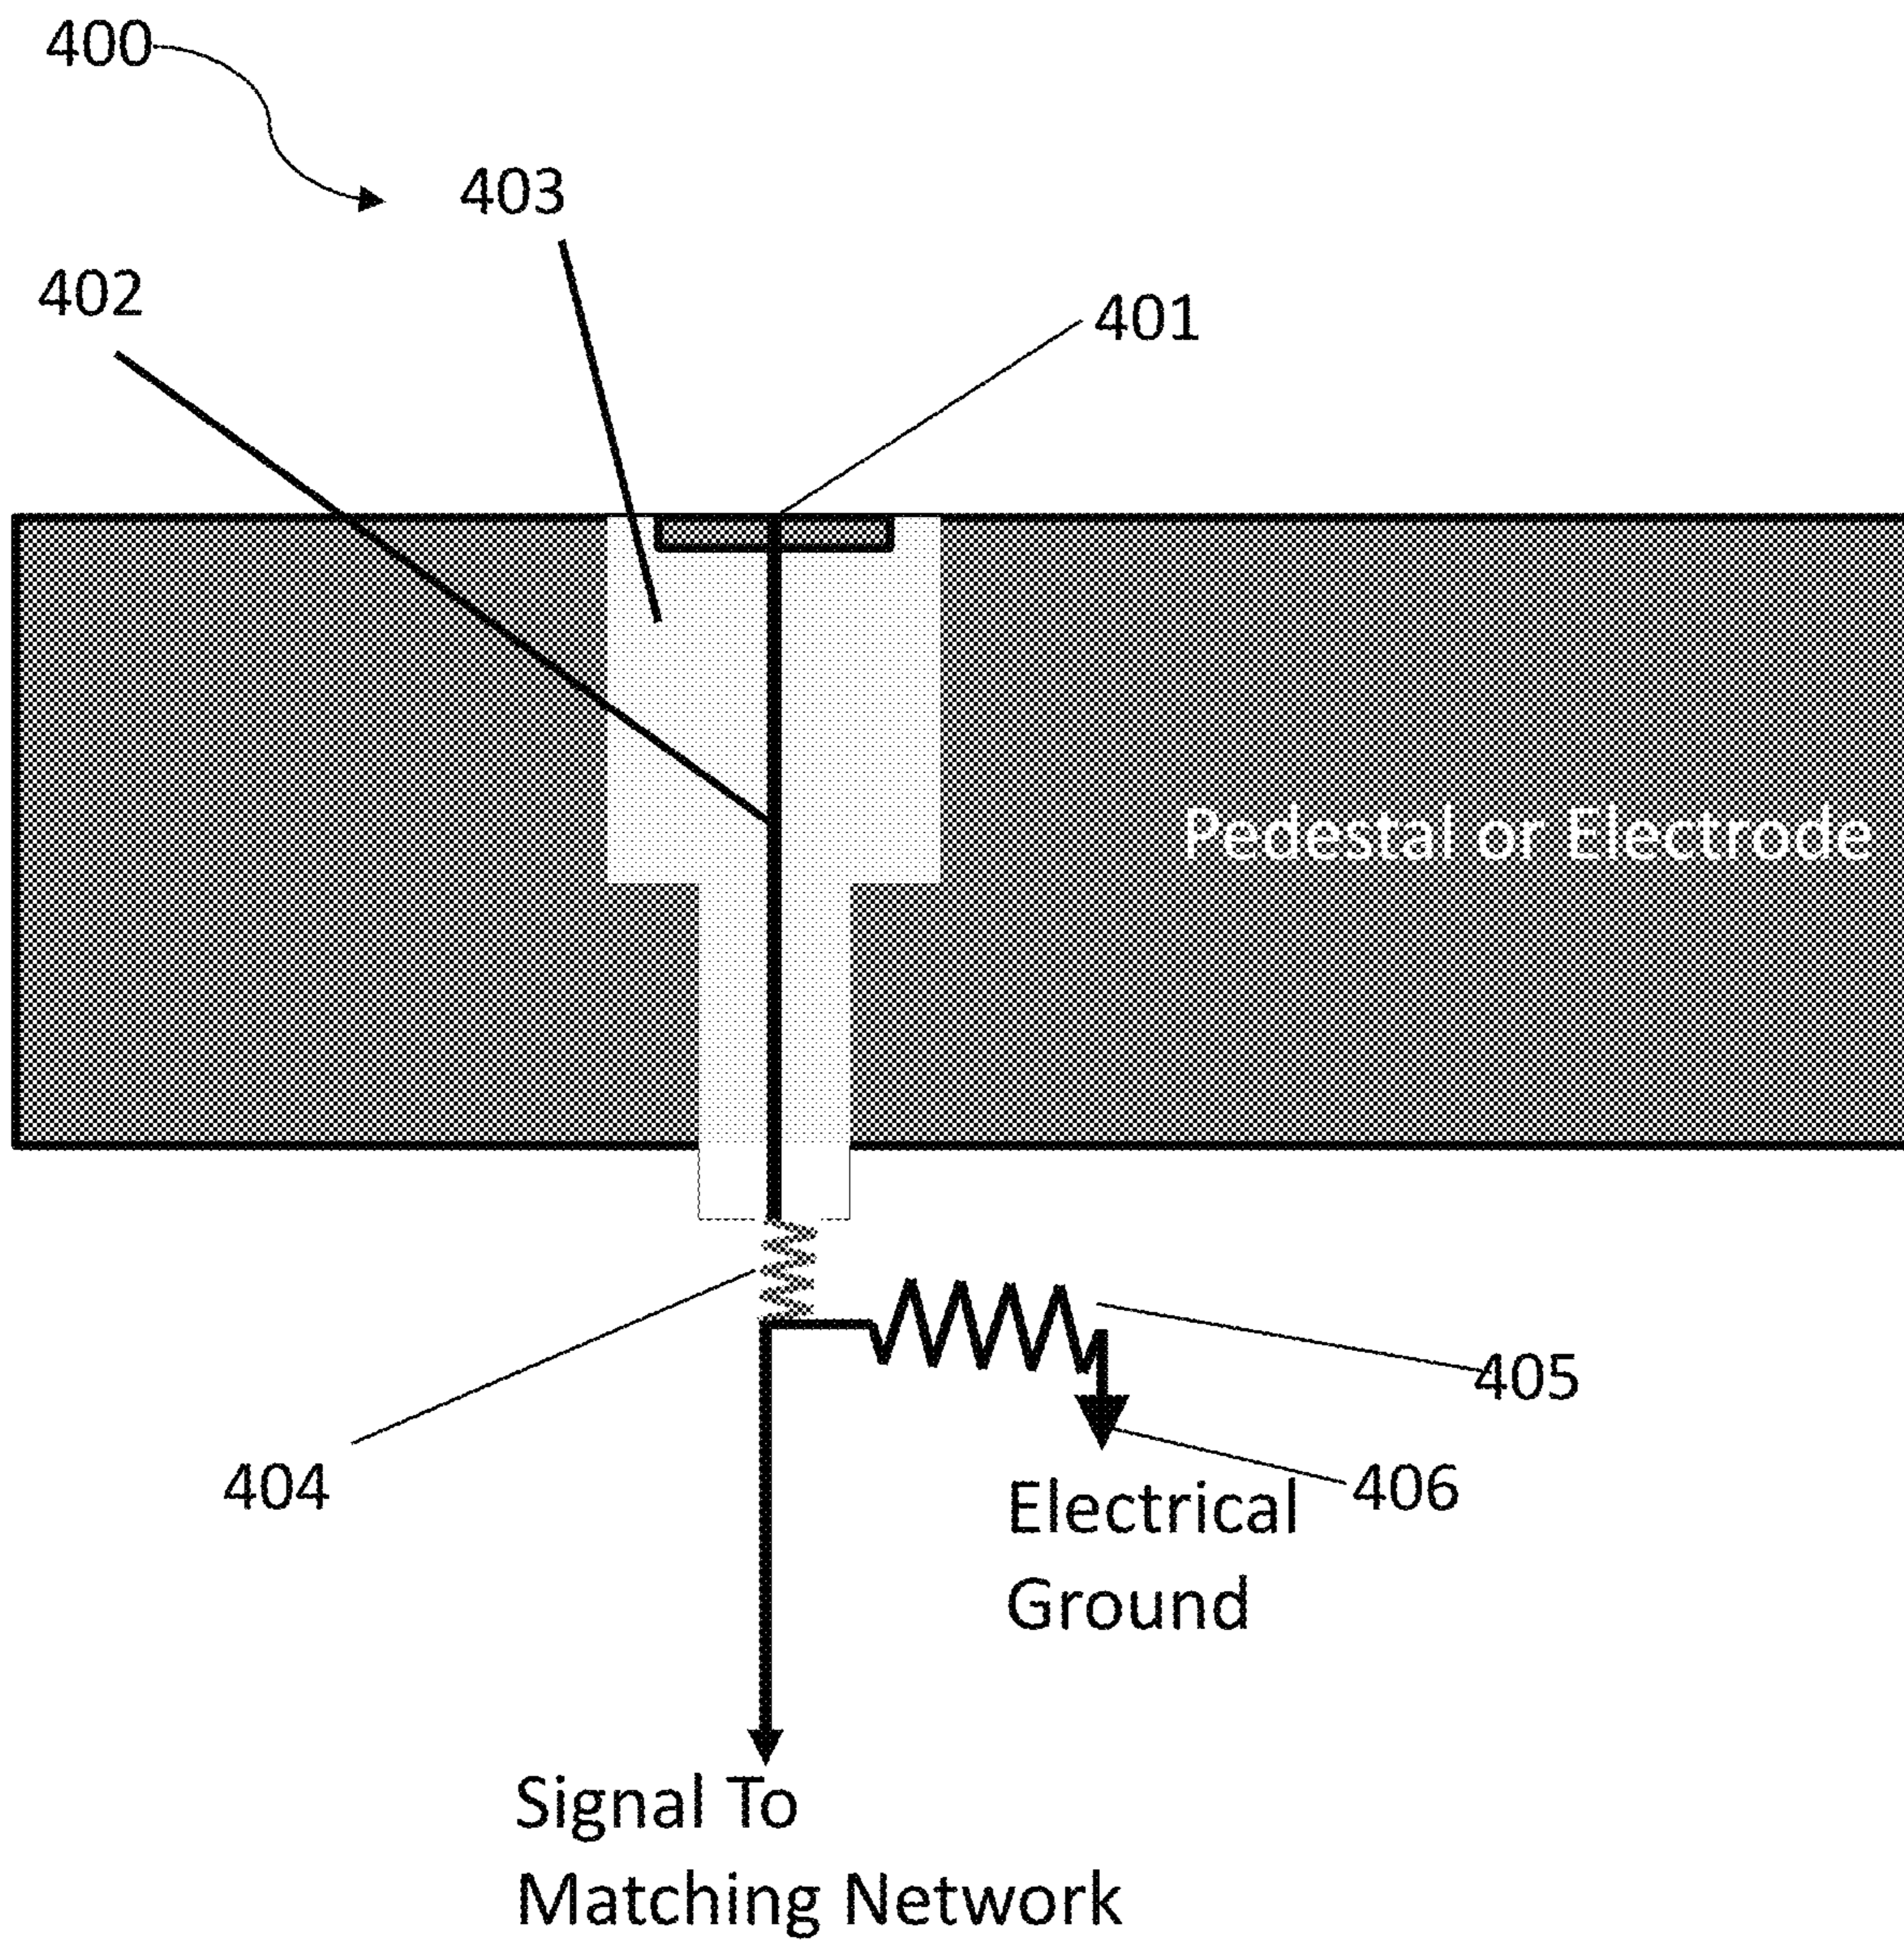 400
403
402
401
Pedestal or Electrode
405
404
406
Electrical
Ground
Signal To
Matching Network